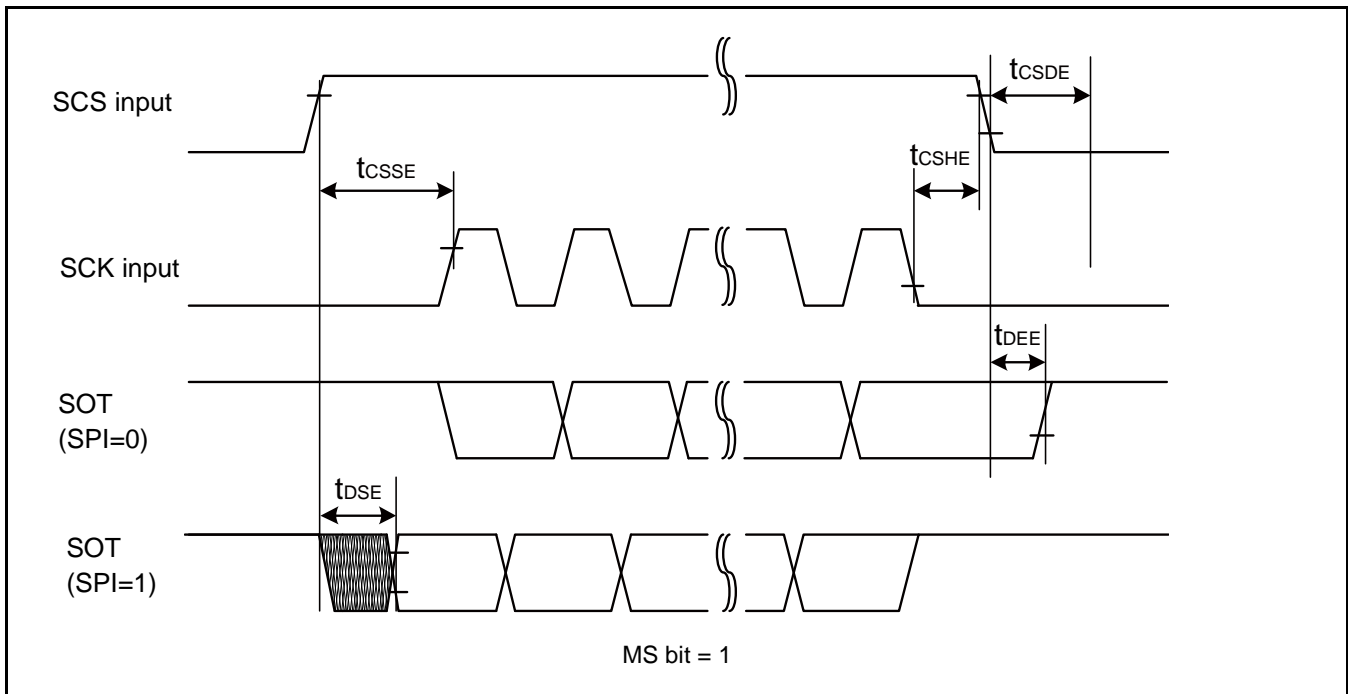 SCS input
tCSDE
tCSHE
tCSSE
SCK input
tDEE
SOT
(SPI=0)
tDSE
SOT
(SPI=1)
MS bit = 1